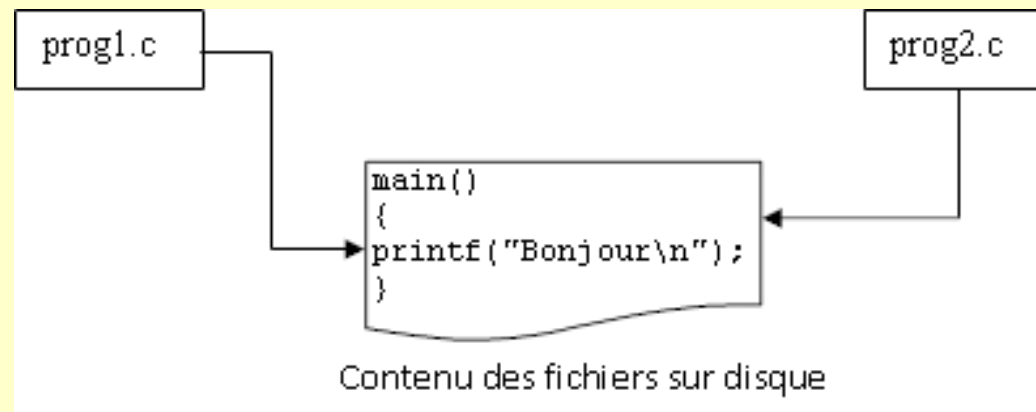 prog1.c
prog2.c
main()
{
printf("Bonjour\n");
}
Contenu des fichiers sur disque